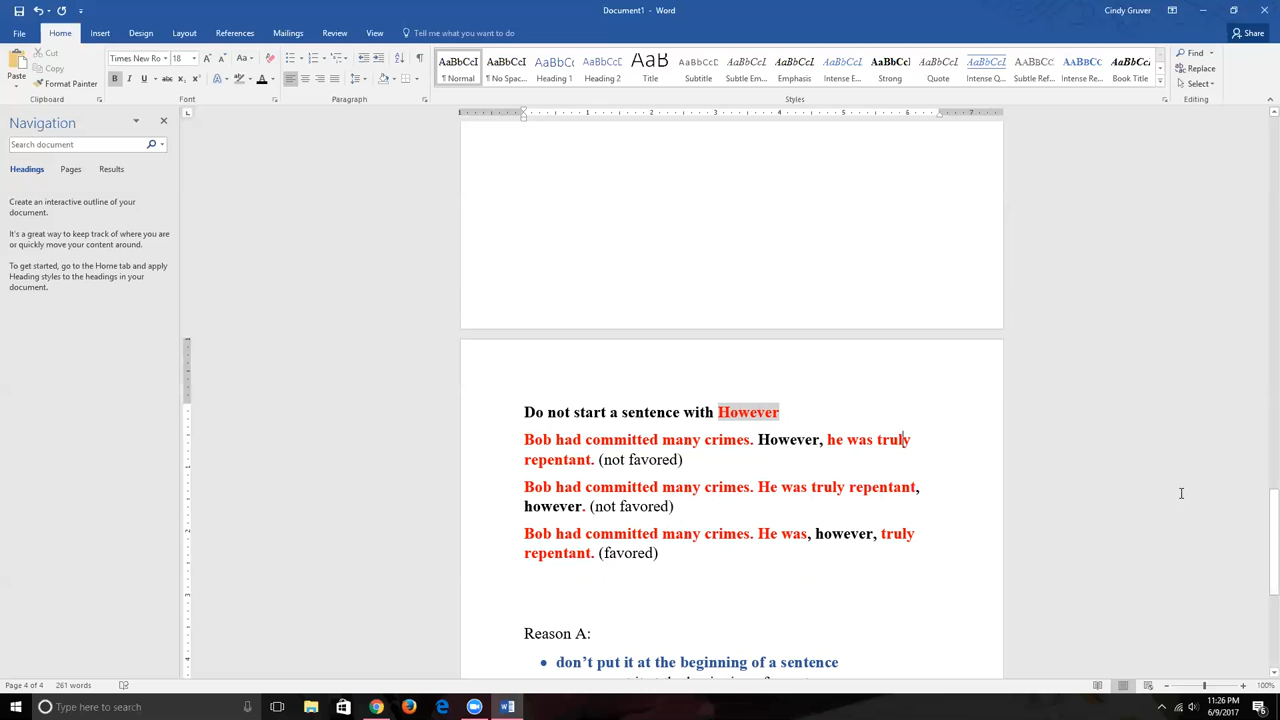 Document1 - Word
Cindy Grigg
File
Home
Insert
Design
Layout
References
Mailings
Review
View
Tell me what you want to do
Share
Paste
Cut
Copy
Format Painter
Clipboard
Times New Ro
18
Font
Paragraph
AaBbCcI
¶ Normal
AaBbCcI
¶ No Spac...
AaBbCc
Heading 1
AaBbCcI
Heading 2
AaB
Title
AaBbCcI
Subtitle
AaBbCcI
Subtle Em...
AaBbCcI
Emphasis
AaBbCcI
Intense E...
AaBbCcI
Strong
AaBbCcI
Quote
AaBbCcI
Intense Q...
AaBbCcI
Subtle Ref...
AaBbCc
Intense Re...
AaBbCcI
Book Title
Styles
Find
Replace
Select
Editing
Navigation
Search document
Headings
Pages
Results
Create an interactive outline of your
document.
It's a great way to keep track of where you are
or quickly move your content around.
To get started, go to the Home tab and apply
Heading styles to the headings in your
document.
Do not start a sentence with However
Bob had committed many crimes. However, he was truly
repentant. (not favored)
Bob had committed many crimes. He was truly repentant,
however. (not favored)
Bob had committed many crimes. He was, however, truly
repentant. (favored)
Reason A:
• don't put it at the beginning of a sentence
Page 4 of 4
261 words
100%
I'm Cortana. Ask me anything.
11:26 PM
6/9/2017